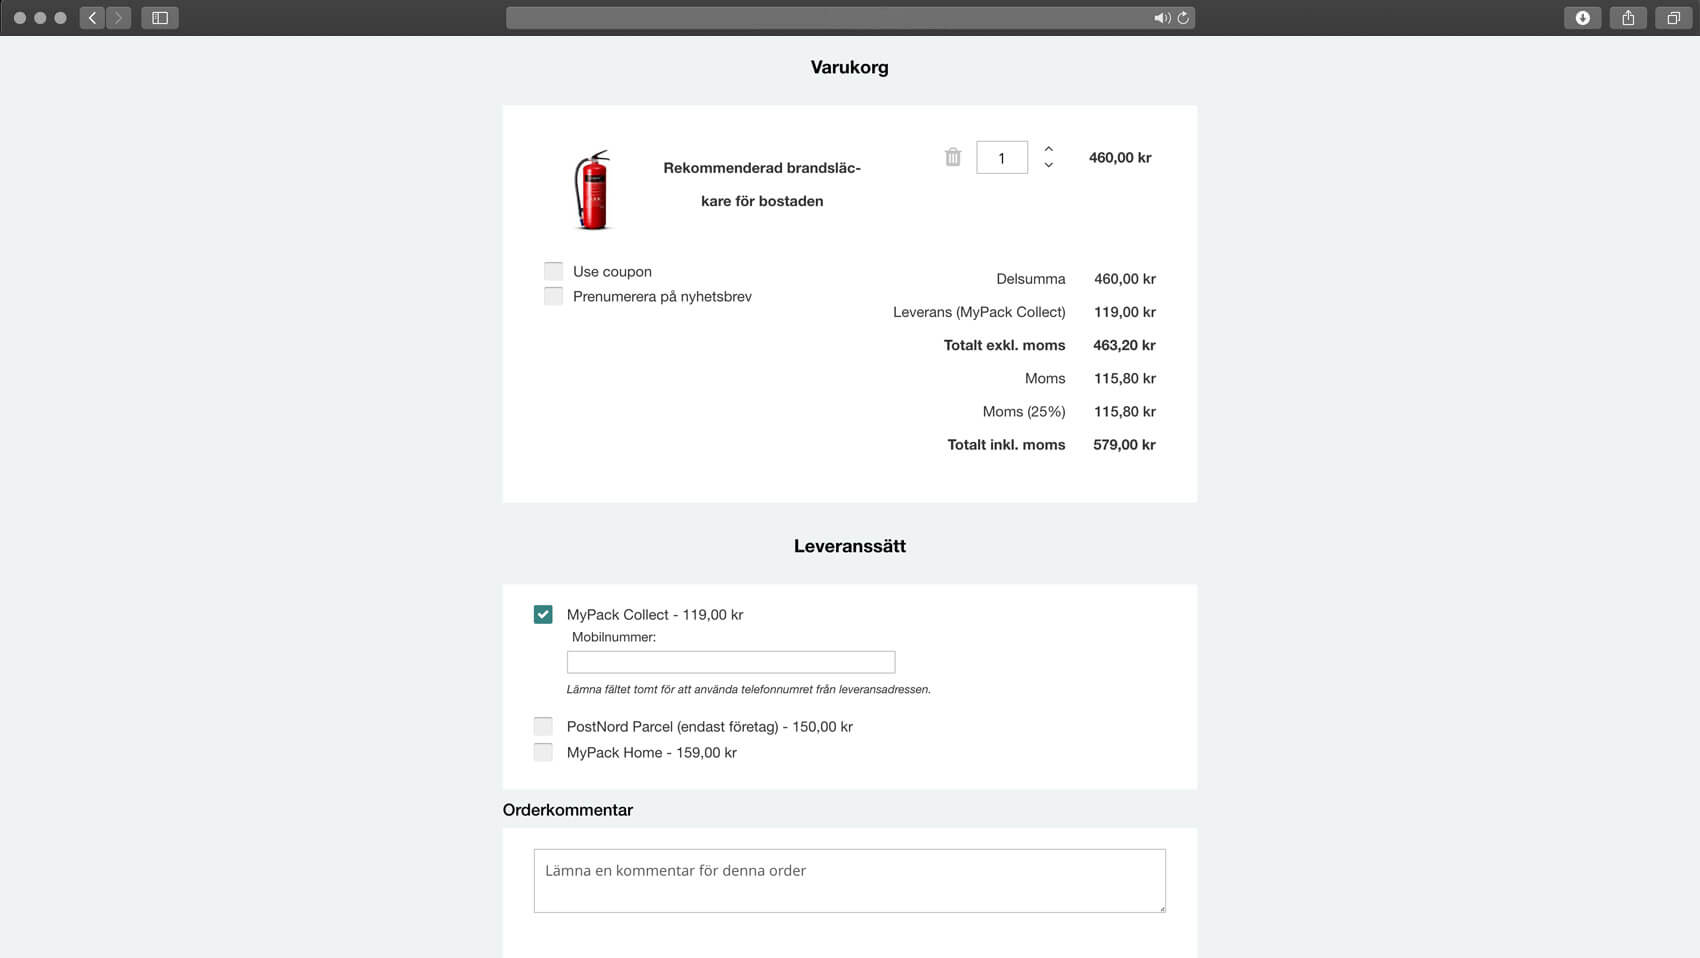 Varukorg
Rekommenderad brandsläc-
kare för bostaden
1
460,00 kr
Use coupon
Prenumerera på nyhetsbrev
Delsumma 460,00 kr
Leverans (MyPack Collect) 119,00 kr
Totalt exkl. moms 463,20 kr
Moms 115,80 kr
Moms (25%) 115,80 kr
Totalt inkl. moms 579,00 kr
Leveranssätt
MyPack Collect - 119,00 kr
Mobilnummer:
Lämna fältet tomt för att använda telefonnumret från leveransadressen.
PostNord Parcel (endast företag) - 150,00 kr
MyPack Home - 159,00 kr
Orderkommentar
Lämna en kommentar för denna order